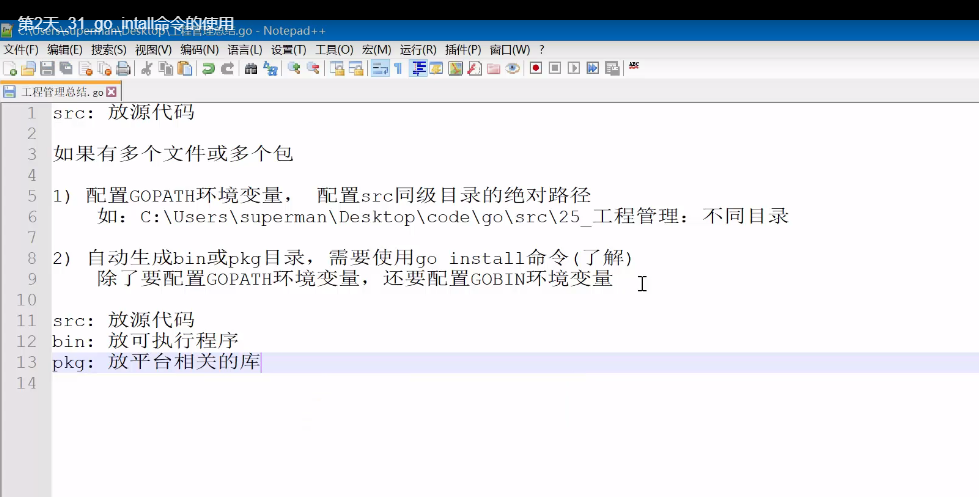 第2天_31_go_intall命令的使用
C:\Users\superman\Desktop\工程管理总结.go - Notepad++
文件(F) 编辑(E) 搜索(S) 视图(V) 编码(N) 语言(L) 设置(T) 工具(O) 宏(M) 运行(R) 插件(P) 窗口(W) ?
工程管理总结.go
1 src: 放源代码
2
3 如果有多个文件或多个包
4
5 1) 配置GOPATH环境变量, 配置src同级目录的绝对路径
6 如: C:\Users\superman\Desktop\code\go\src\25_工程管理: 不同目录
7
8 2) 自动生成bin或pkg目录,需要使用go install命令(了解)
9 除了要配置GOPATH环境变量,还要配置GOBIN环境变量
10
11 src: 放源代码
12 bin: 放可执行程序
13 pkg: 放平台相关的库
14